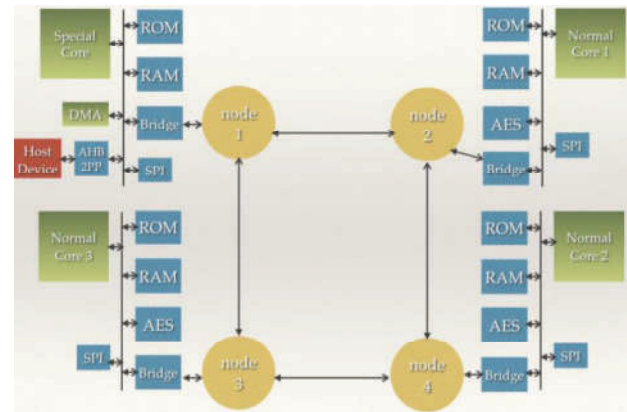 Special
Core
ROM
RAM
DMA
Bridge
Host
Device
AHB
2PP
SPI
node
1
node
2
ROM
Normal
Core 1
RAM
AES
SPI
Bridge
Normal
Core 3
ROM
RAM
AES
SPI
Bridge
node
3
node
4
ROM
Normal
Core 2
RAM
AES
SPI
Bridge